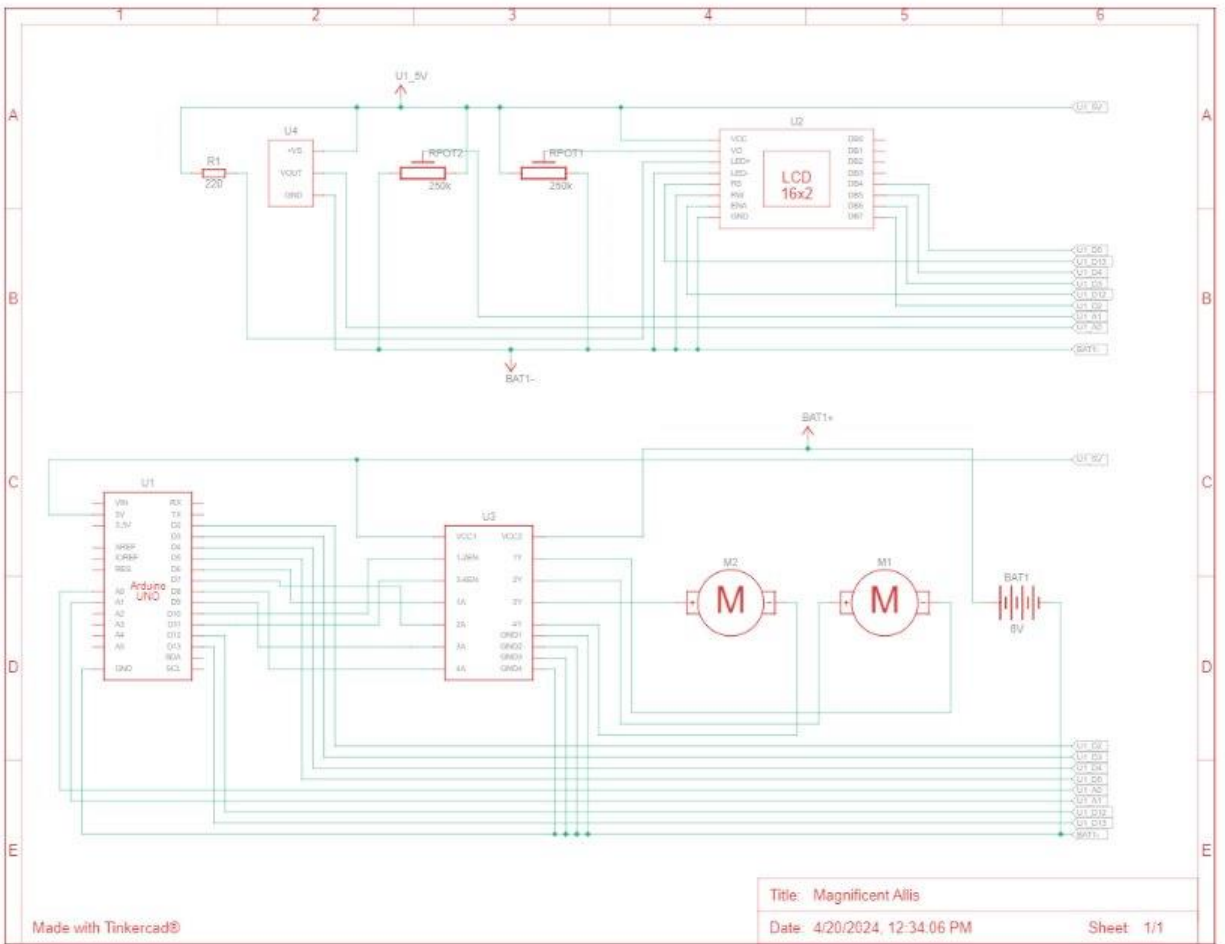 1 2 3 4 5 6
A
A
B
B
C
C
D
D
E
E
U1_5V
U1_5V
R1
220
U4
+VS
VOUT
GND
RPOT2
250k
RPOT1
250k
U2
VCC
VO
LED+
LED-
RS
RW
ENA
GND
LCD
16x2
DB0
DB1
DB2
DB3
DB4
DB5
DB6
DB7
U1_D5
U1_D13
U1_D4
U1_D3
U1_D12
U1_D2
U1_A1
U1_A0
BAT1-
BAT1-
BAT1+
U1_5V
U1
VIN
5V
3.3V
AREF
IOREF
RES
A0
A1
A2
A3
A4
A5
GND
Arduino
UNO
RX
TX
D2
D3
D4
D5
D6
D7
D8
D9
D10
D11
D12
D13
SDA
SCL
U3
VCC1
1,2EN
3,4EN
1A
2A
3A
4A
VCC2
1Y
2Y
3Y
4Y
GND1
GND2
GND3
GND4
M2
+ M -
M1
+ M -
BAT1
6V
U1_D2
U1_D3
U1_D4
U1_D5
U1_A0
U1_A1
U1_D12
U1_D13
BAT1-
Title: Magnificent Allis
Made with Tinkercad®
Date: 4/20/2024, 12:34:06 PM Sheet: 1/1